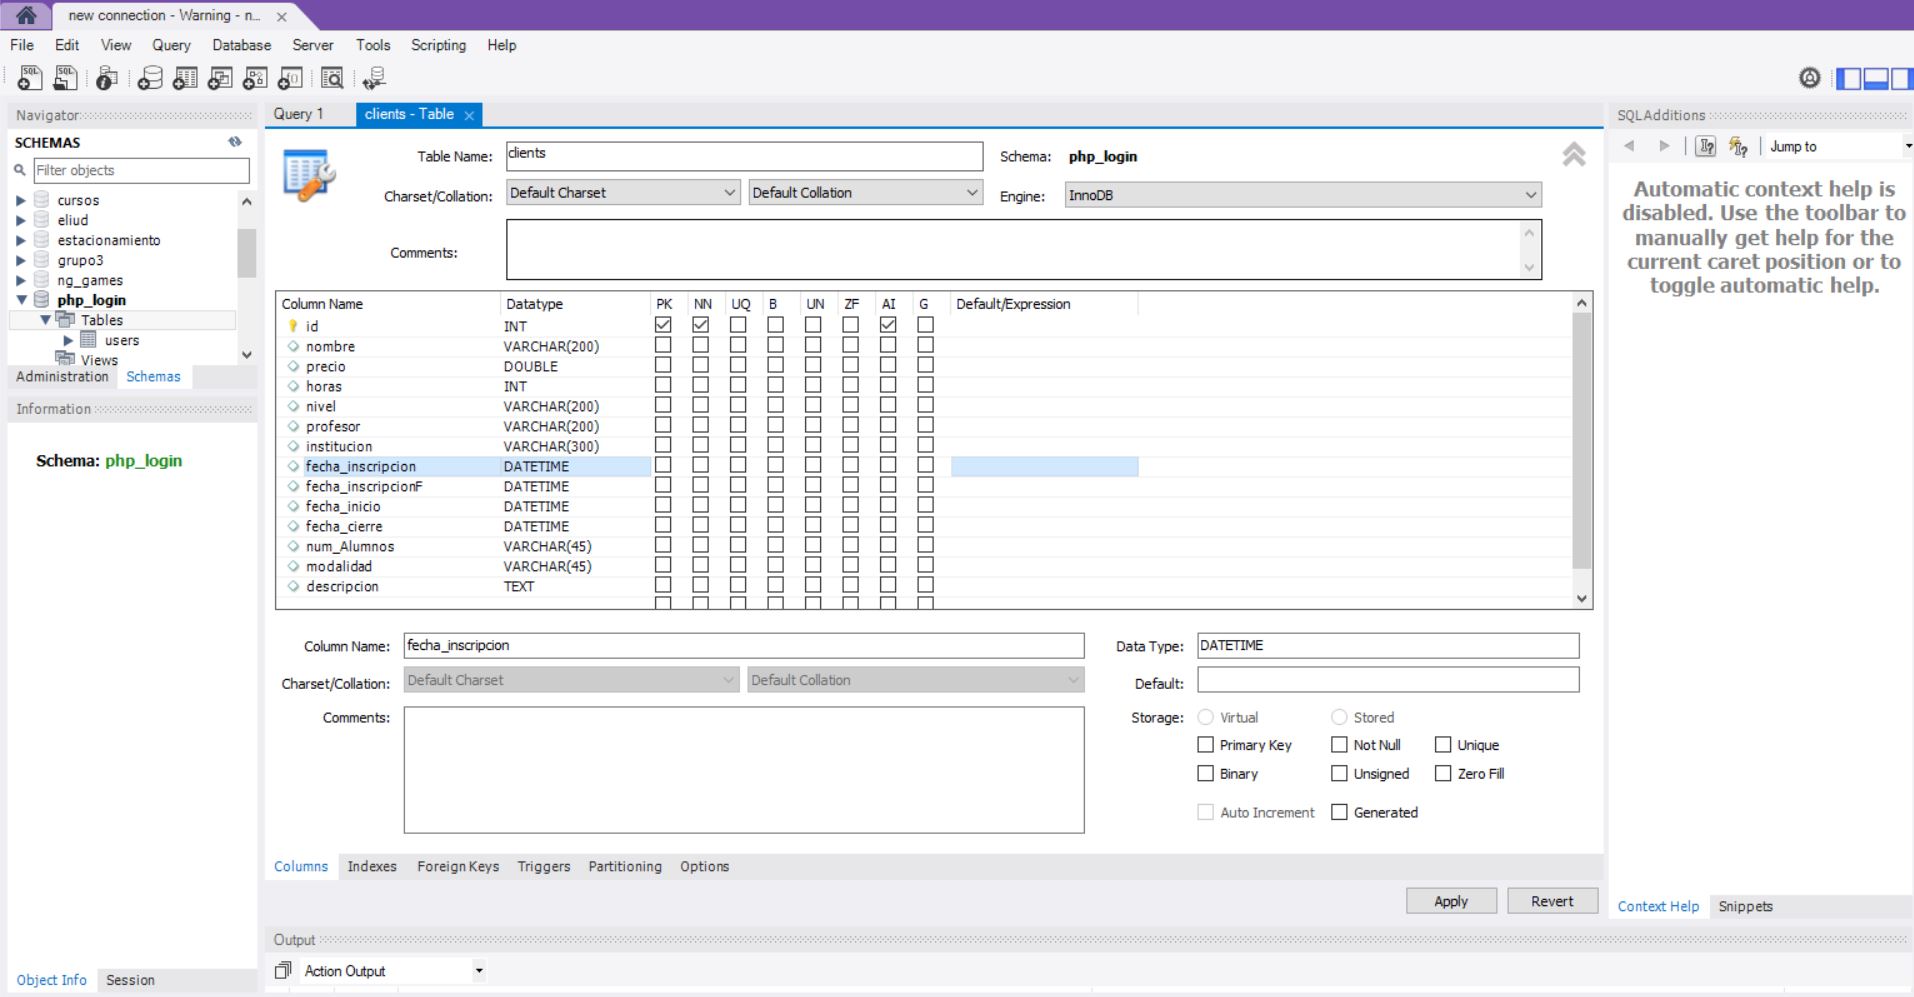 new connection - Warning - n...
File Edit View Query Database Server Tools Scripting Help
Navigator
SCHEMAS
Filter objects
cursos
eliud
estacionamiento
grupo3
ng_games
php_login
Tables
users
Views
Administration Schemas
Information
Schema: php_login
Object Info Session
Query 1 clients - Table
Table Name: clients Schema: php_login
Charset/Collation: Default Charset Default Collation Engine: InnoDB
Comments:
Column Name Datatype PK NN UQ B UN ZF AI G Default/Expression
id INT
nombre VARCHAR(200)
precio DOUBLE
horas INT
nivel VARCHAR(200)
profesor VARCHAR(200)
institucion VARCHAR(300)
fecha_inscripcion DATETIME
fecha_inscripcionF DATETIME
fecha_inicio DATETIME
fecha_cierre DATETIME
num_Alumnos VARCHAR(45)
modalidad VARCHAR(45)
descripcion TEXT
Column Name: fecha_inscripcion Data Type: DATETIME
Charset/Collation: Default Charset Default Collation Default:
Comments: Storage: Virtual Stored
Primary Key Not Null Unique
Binary Unsigned Zero Fill
Auto Increment Generated
Columns Indexes Foreign Keys Triggers Partitioning Options
Apply Revert
Output
Action Output
SQLAdditions
Jump to
Automatic context help is
disabled. Use the toolbar to
manually get help for the
current caret position or to
toggle automatic help.
Context Help Snippets